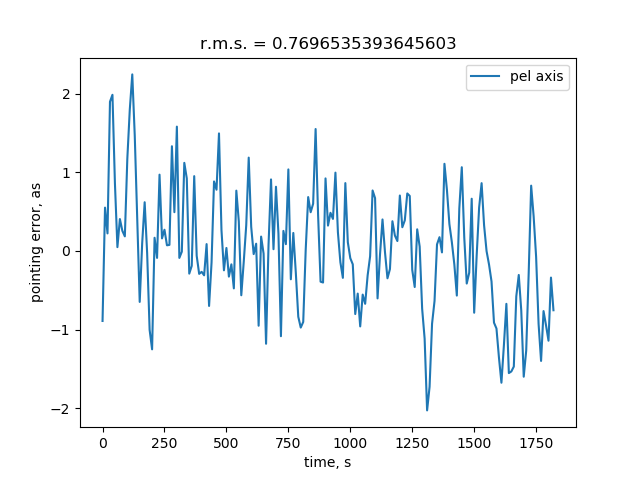 r.m.s. = 0.7696535393645603
pel axis
2
1
0
−1
−2
pointing error, as
0 250 500 750 1000 1250 1500 1750
time, s